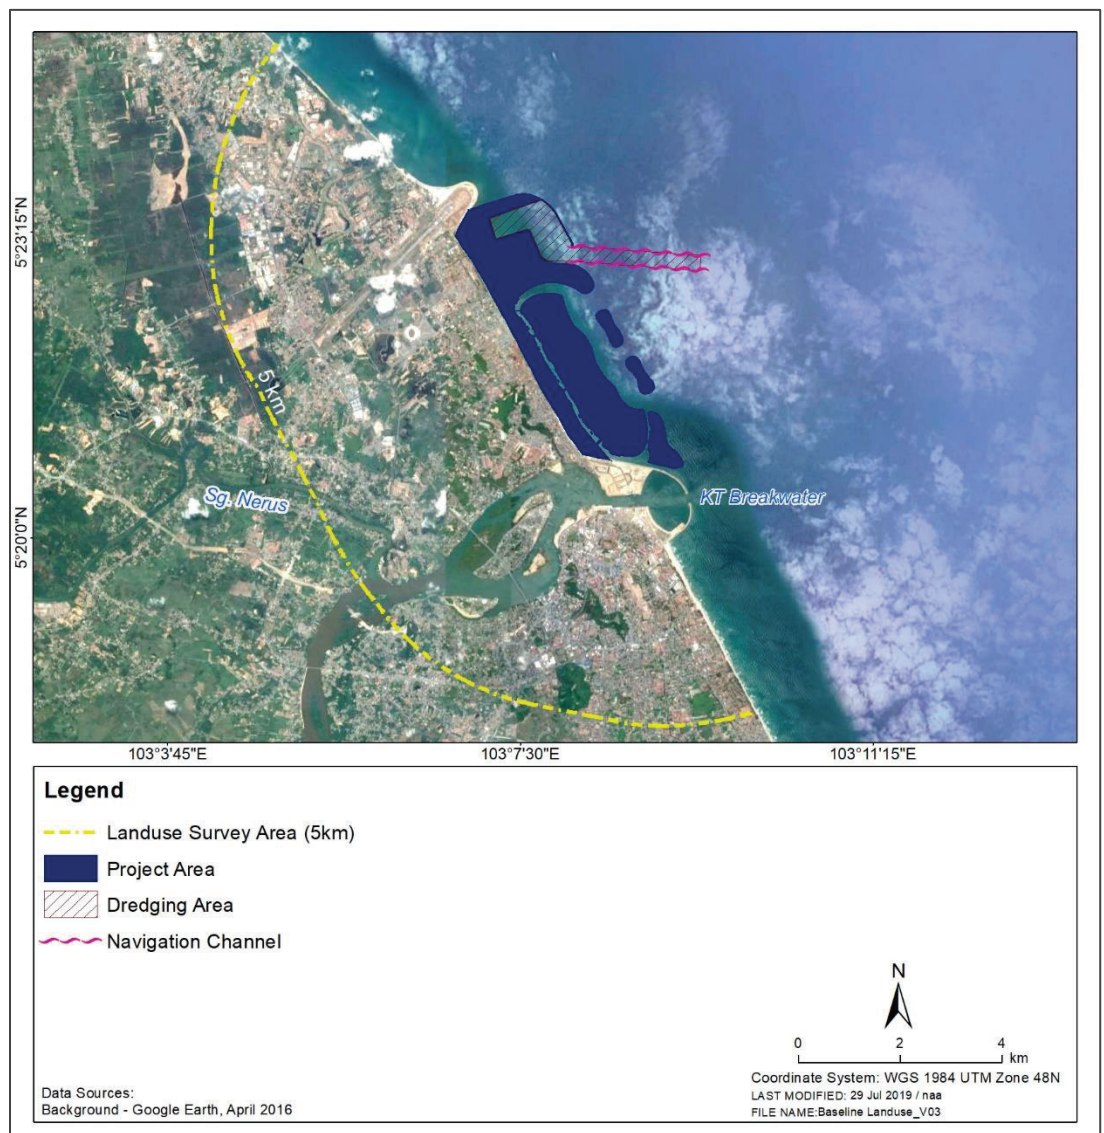 5°23'15"N
5 km
Sg. Nerus
KT Breakwater
5°20'0"N
103°3'45"E
103°7'30"E
103°11'15"E
Legend
Landuse Survey Area (5km)
Project Area
Dredging Area
Navigation Channel
N
0 2 4
km
Coordinate System: WGS 1984 UTM Zone 48N
LAST MODIFIED: 29 Jul 2019 / naa
FILE NAME:Baseline Landuse_V03
Data Sources:
Background - Google Earth, April 2016